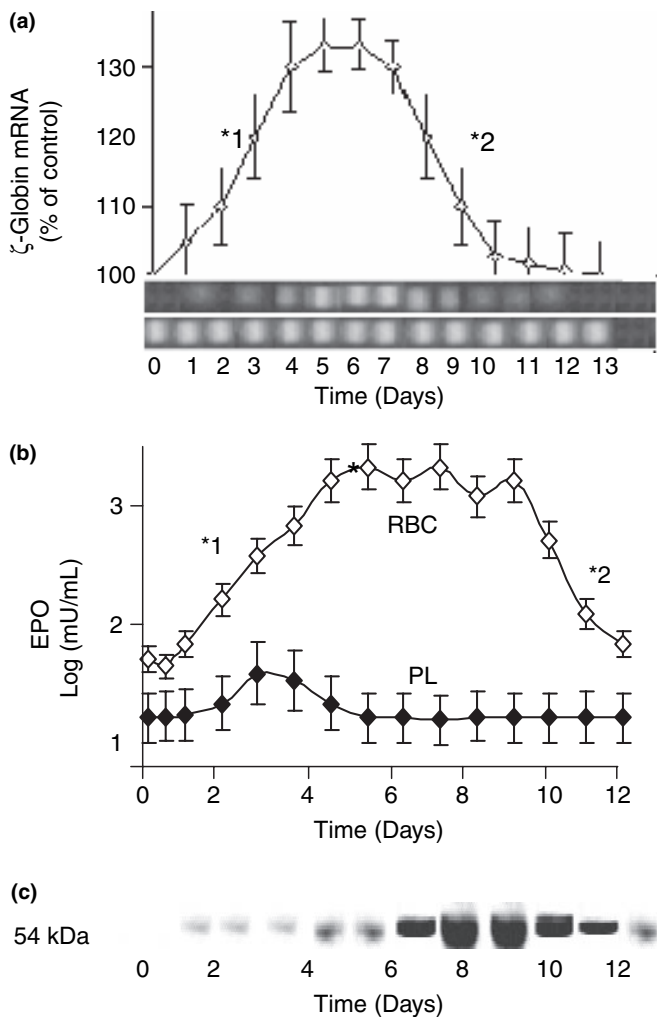 (a)
ζ-Globin mRNA
(% of control)
130
120
110
100
*1
*2
0 1 2 3 4 5 6 7 8 9 10 11 12 13
Time (Days)
(b)
EPO
Log (mU/mL)
3
2
1
*1
*
RBC
*2
PL
0 2 4 6 8 10 12
Time (Days)
(c)
54 kDa
0 2 4 6 8 10 12
Time (Days)